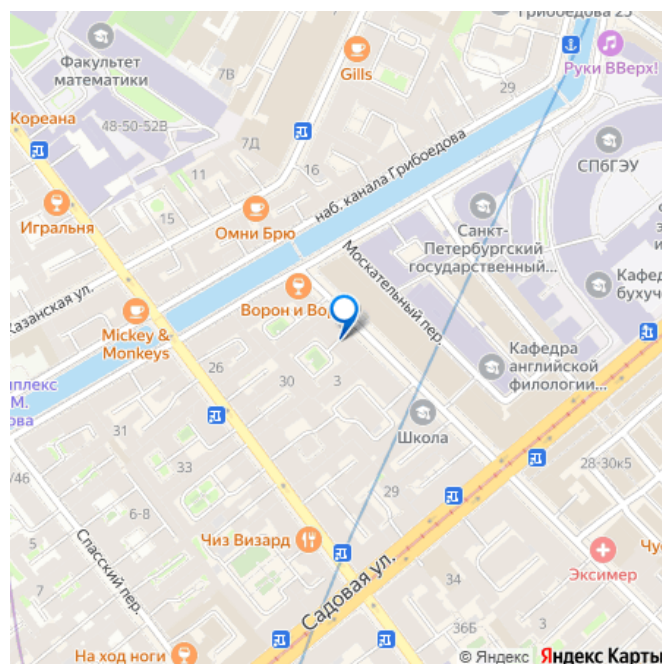 Грибоедова 25
Факультет
математики
7В
Gills
Руки ВВерх!
29
Кореана
48-50-52В
7Д
16
наб. канала Грибоедова
СПбГЭУ
11
Игральня
15
Омни Брю
Санкт-
Петербургский
государственный...
Москательный пер.
Казанская ул.
Ворон и
Кафед
бухуч
Mickey &
Monkeys
26
30
3
Кафедра
английской
филологии...
мплекс
М.
ова
31
Школа
33
28-30к5
/46
6-8
29
5
Спасский пер.
Чиз Визард
Садовая ул.
Эксимер
7
34
36Б
На ход ноги
© Яндекс Яндекс Карты